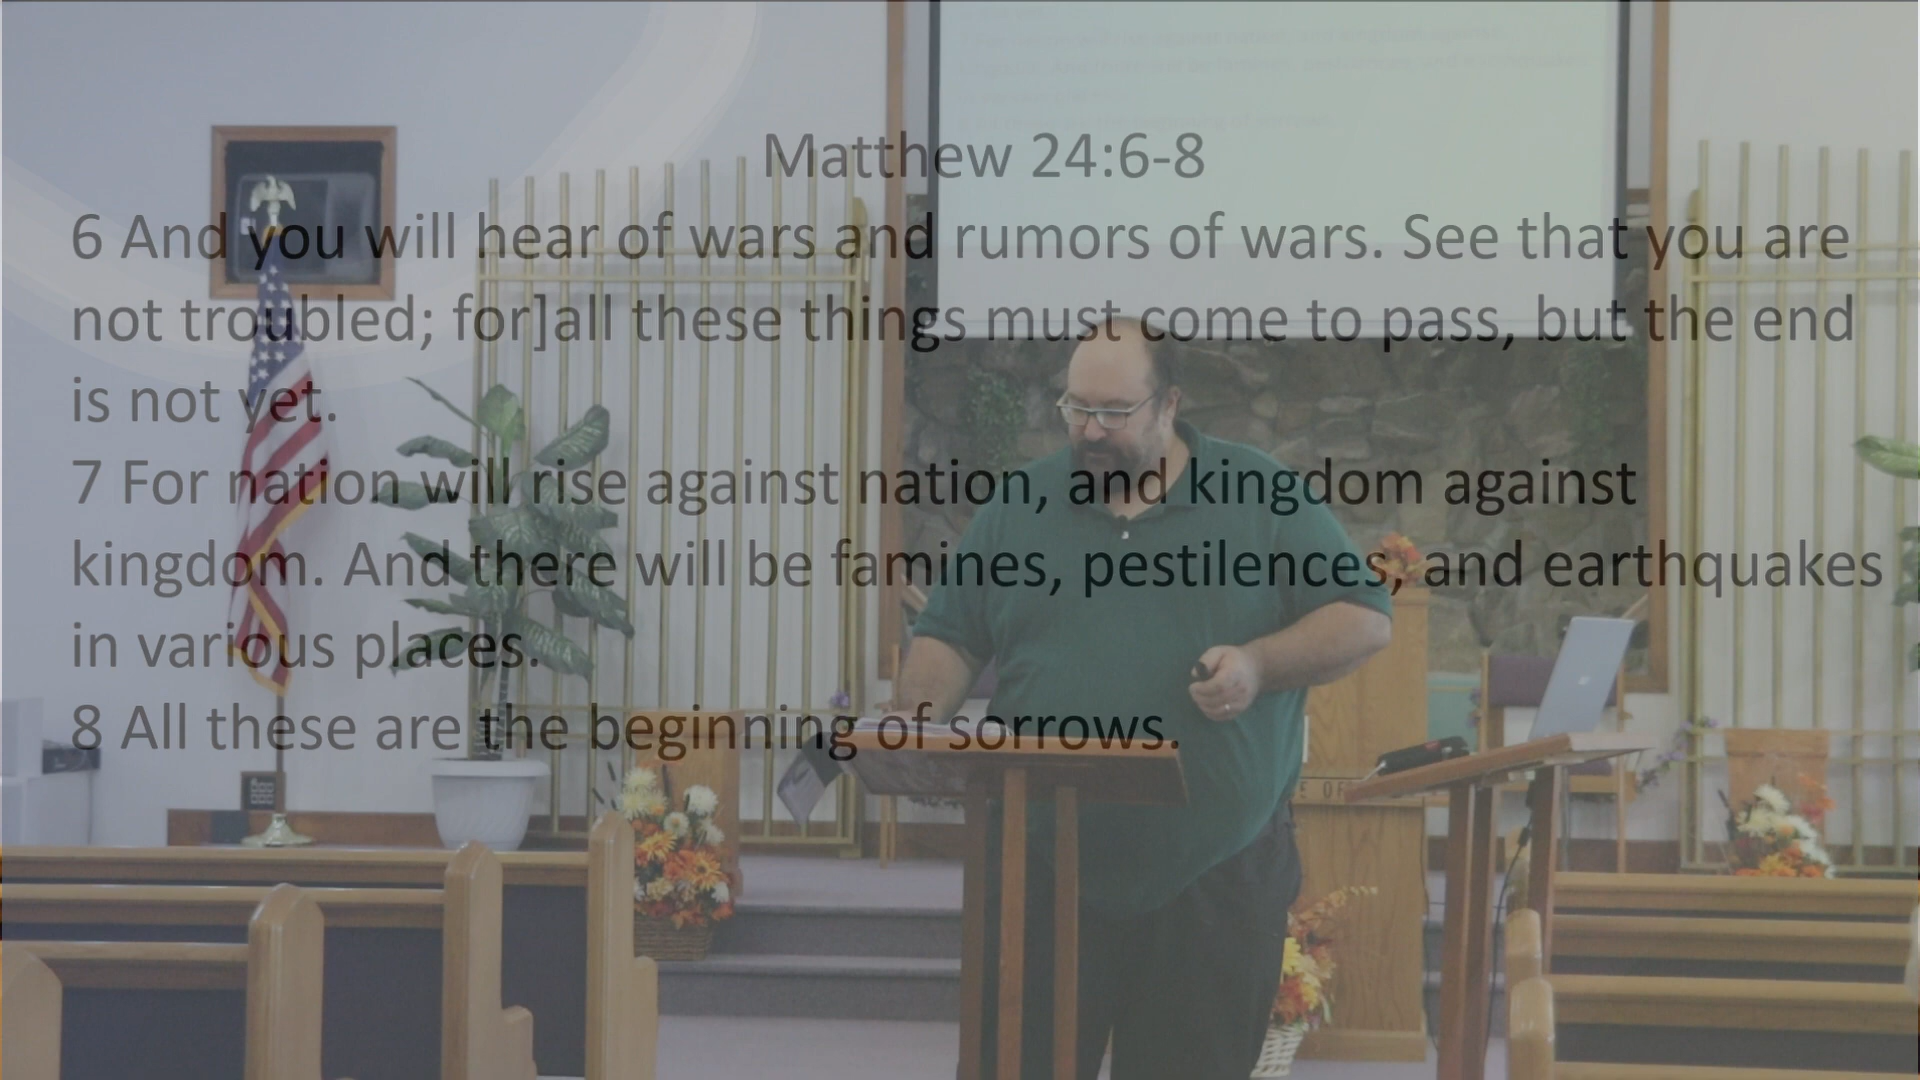 Matthew 24:6-8
6 And you will hear of wars and rumors of wars. See that you are
not troubled; for]all these things must come to pass, but the end
is not yet.
7 For nation will rise against nation, and kingdom against
kingdom. And there will be famines, pestilences, and earthquakes
in various places.
8 All these are the beginning of sorrows.
CE OF